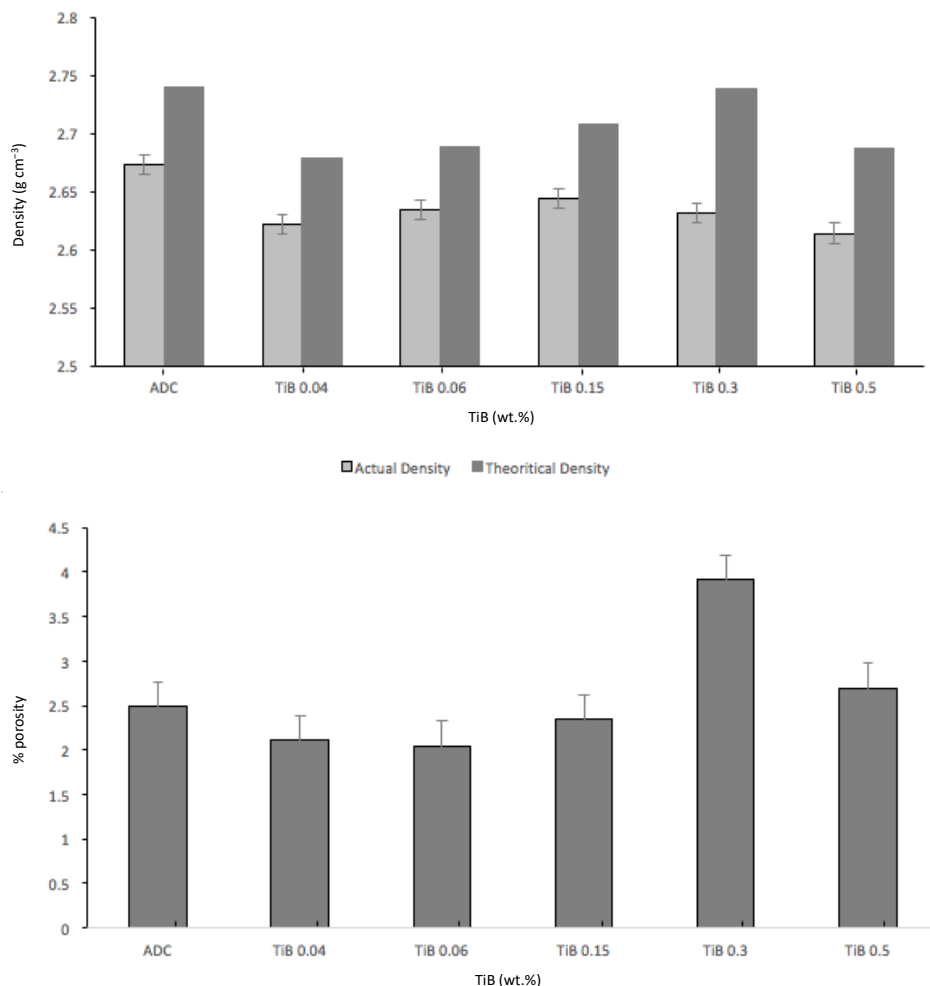 2.8
2.75
2.7
2.65
2.6
2.55
2.5
Density (g cm⁻³)
ADC TiB 0.04 TiB 0.06 TiB 0.15 TiB 0.3 TiB 0.5
TiB (wt.%)
Actual Density Theoritical Density
4.5
4
3.5
3
2.5
2
1.5
1
0.5
0
% porosity
ADC TiB 0.04 TiB 0.06 TiB 0.15 TiB 0.3 TiB 0.5
TiB (wt.%)